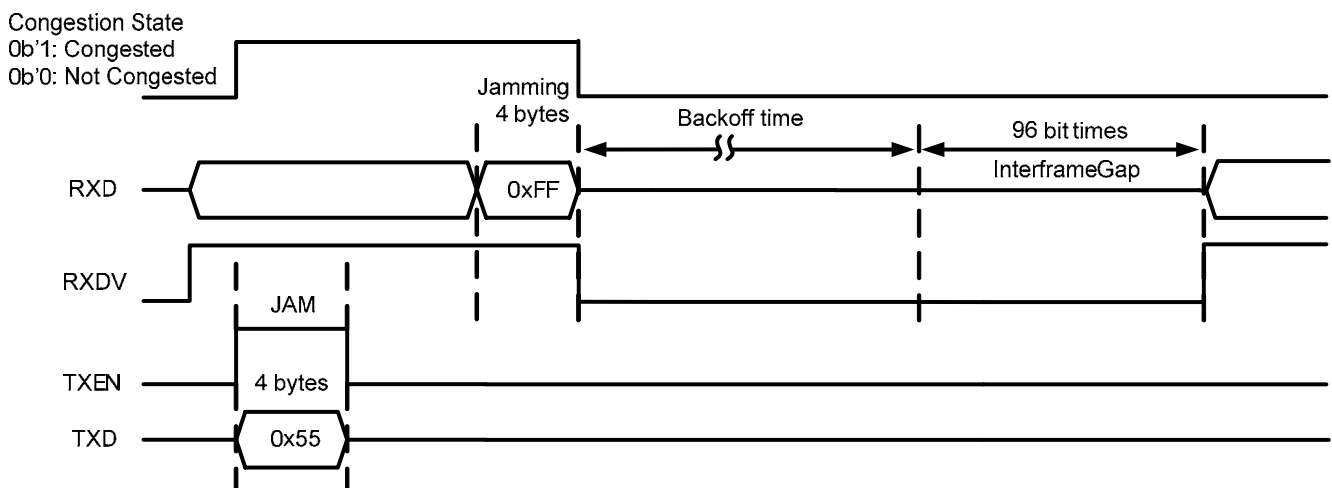 Congestion State
0b'1: Congested
0b'0: Not Congested
Jamming
4 bytes
Backoff time
96 bit times
InterframeGap
RXD
0xFF
RXDV
JAM
TXEN
4 bytes
TXD
0x55